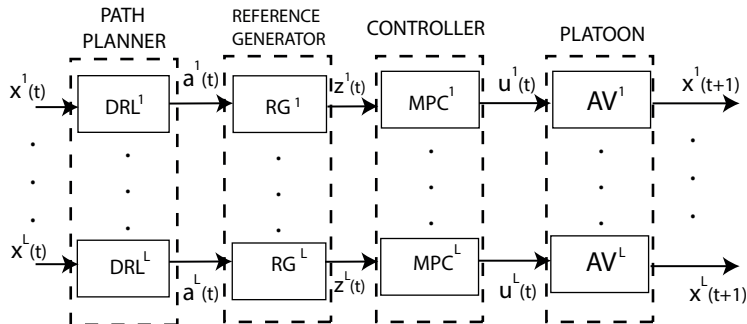 PATH
PLANNER
REFERENCE
GENERATOR
CONTROLLER
PLATOON
x¹(t)
DRL¹
a¹(t)
RG¹
z¹(t)
MPC¹
u¹(t)
AV¹
x¹(t+1)
xᴸ(t)
DRLᴸ
aᴸ(t)
RGᴸ
zᴸ(t)
MPCᴸ
uᴸ(t)
AVᴸ
xᴸ(t+1)